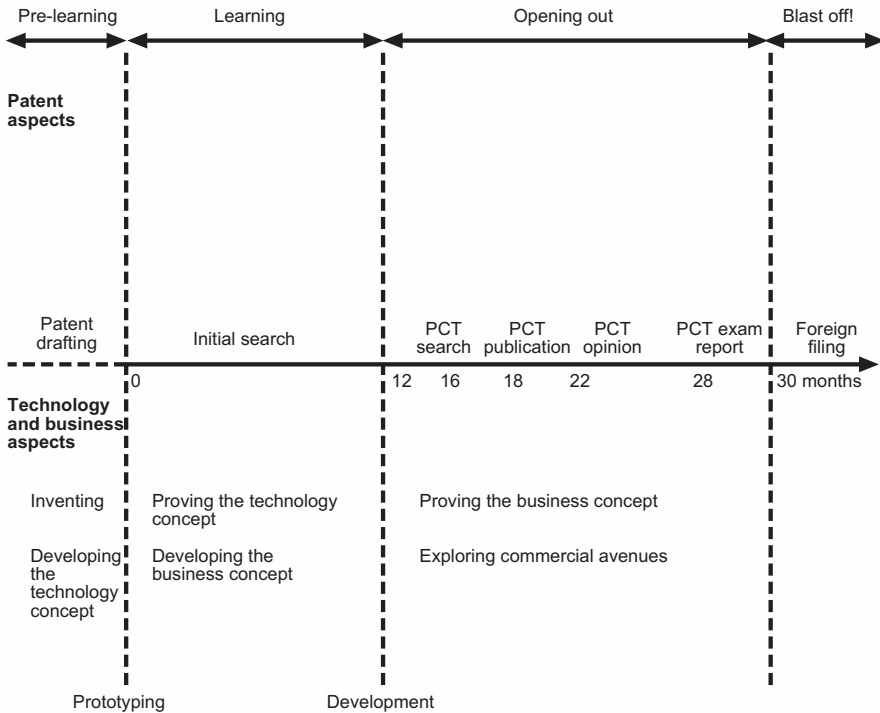 Pre-learning
Learning
Opening out
Blast off!
Patent
aspects
Patent
drafting
Initial search
PCT
search
PCT
publication
PCT
opinion
PCT exam
report
Foreign
filing
0
12
16
18
22
28
30 months
Technology
and business
aspects
Inventing
Proving the technology
concept
Proving the business concept
Developing
the
technology
concept
Developing the
business concept
Exploring commercial avenues
Prototyping
Development